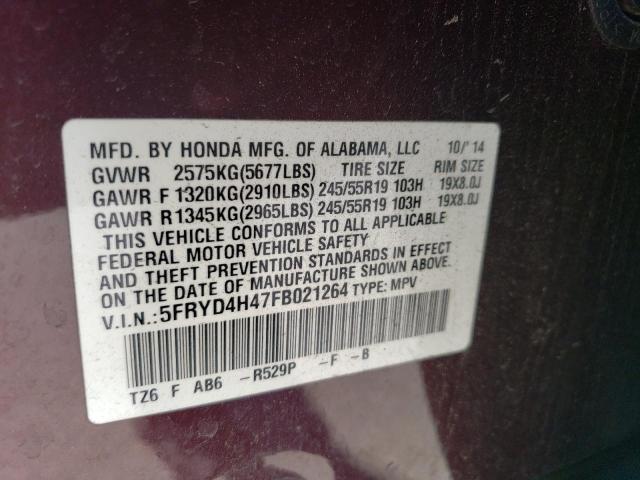 MFD. BY HONDA MFG. OF ALABAMA, LLC 10/'14
GVWR 2575KG(5677LBS) TIRE SIZE RIM SIZE
GAWR F 1320KG(2910LBS) 245/55R19 103H 19X8.0J
GAWR R1345KG(2965LBS) 245/55R19 103H 19X8.0J
THIS VEHICLE CONFORMS TO ALL APPLICABLE
FEDERAL MOTOR VEHICLE SAFETY
AND THEFT PREVENTION STANDARDS IN EFFECT
ON THE DATE OF MANUFACTURE SHOWN ABOVE.
V.I.N.:5FRYD4H47FB021264 TYPE: MPV
TZ6 F AB6 -R529P -F -B